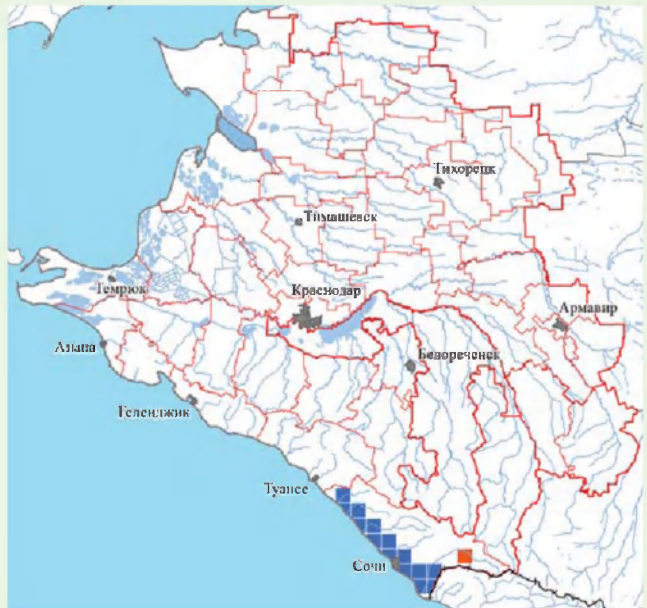 Тихорецк
Тимашевск
Темрюк
Краснодар
Армавир
Анапа
Белореченск
Геленджик
Туапсе
Сочи